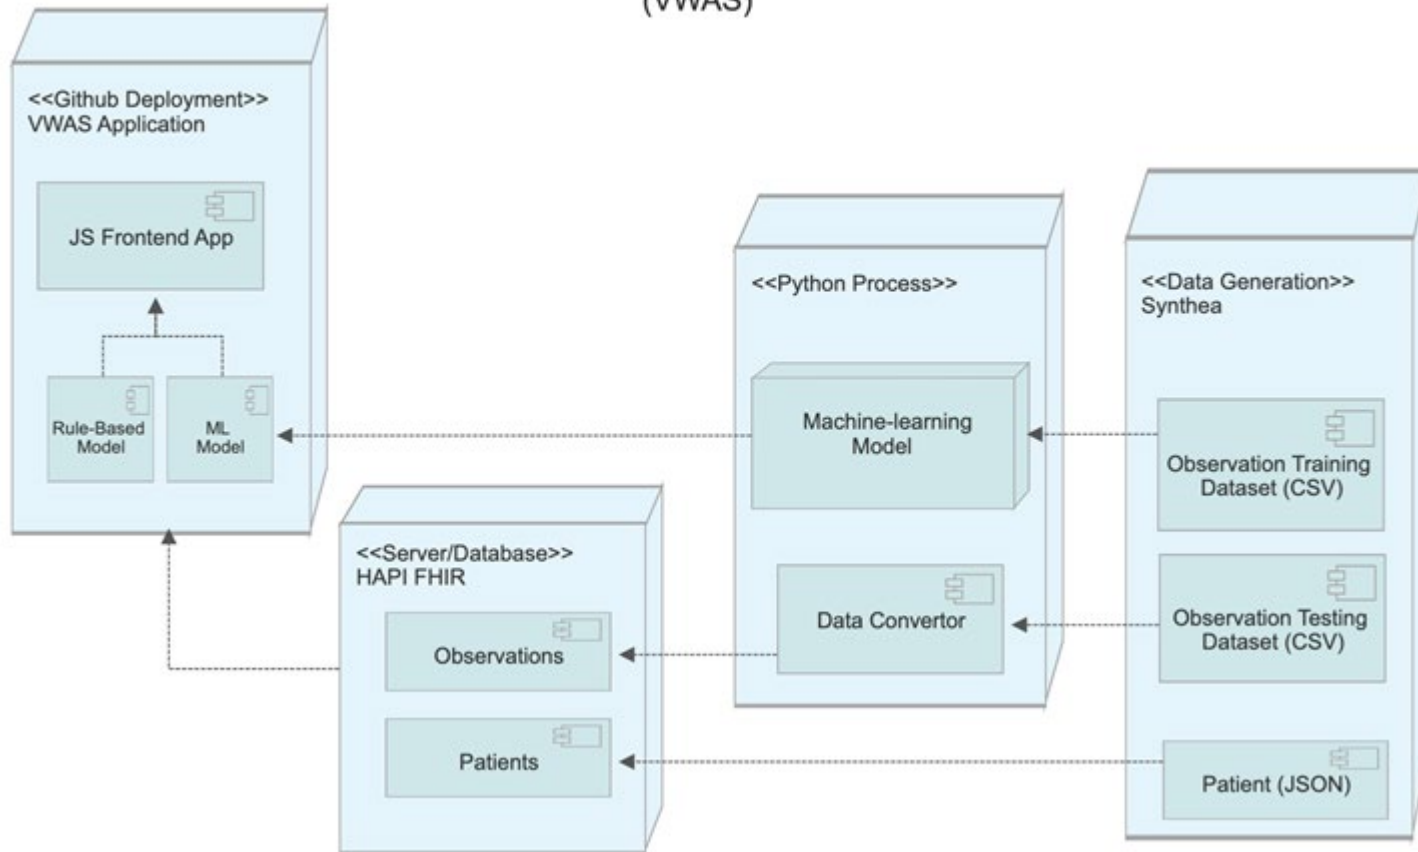 (VWAS)
<<Github Deployment>>
VWAS Application
JS Frontend App
Rule-Based
Model
ML
Model
<<Server/Database>>
HAPI FHIR
Observations
Patients
<<Python Process>>
Machine-learning
Model
Data Convertor
<<Data Generation>>
Synthea
Observation Training
Dataset (CSV)
Observation Testing
Dataset (CSV)
Patient (JSON)